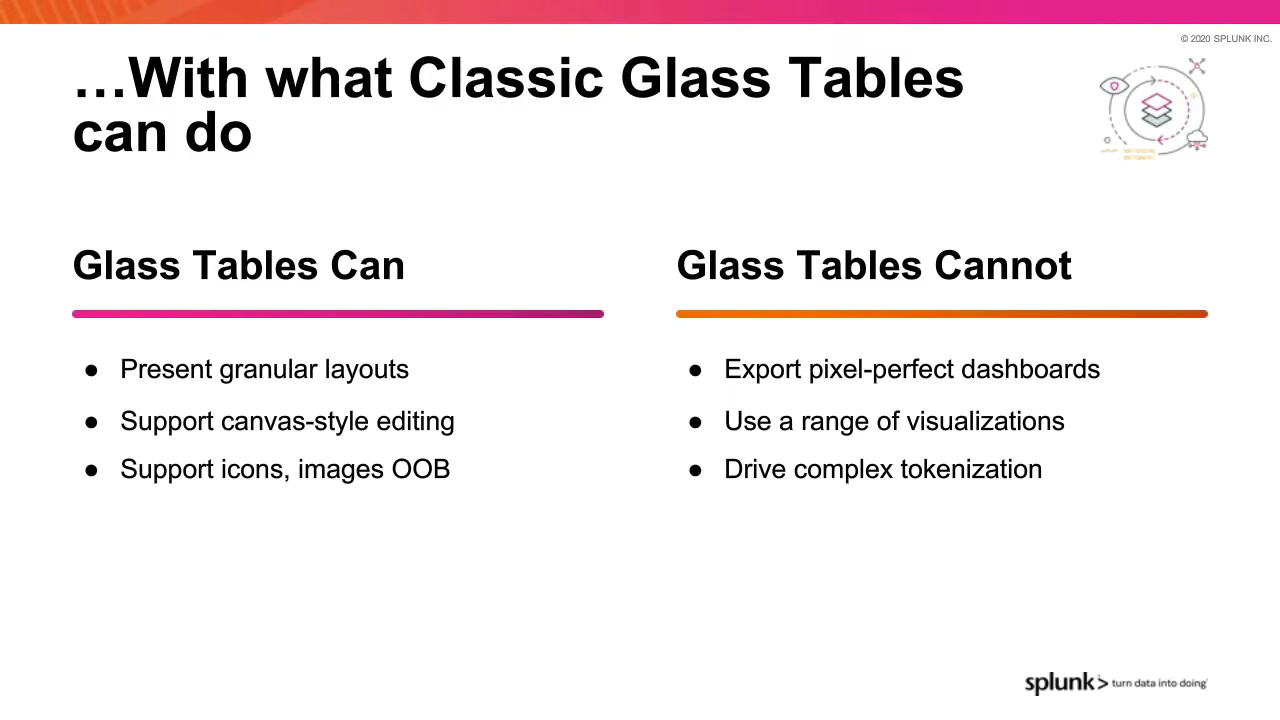 © 2020 SPLUNK INC.
…With what Classic Glass Tables
can do
Glass Tables Can
● Present granular layouts
● Support canvas-style editing
● Support icons, images OOB
Glass Tables Cannot
● Export pixel-perfect dashboards
● Use a range of visualizations
● Drive complex tokenization
splunk> turn data into doing